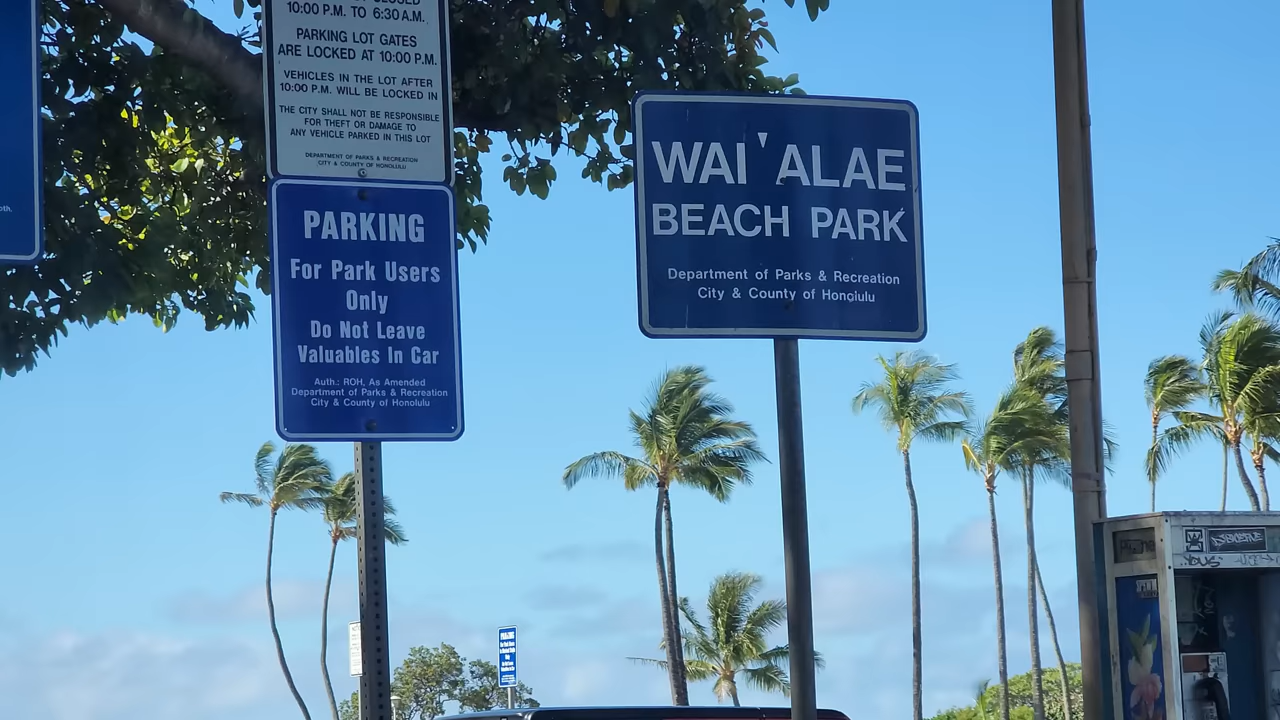 CLOSED
10:00 P.M. TO 6:30 A.M.
PARKING LOT GATES
ARE LOCKED AT 10:00 P.M.
VEHICLES IN THE LOT AFTER
10:00 P.M. WILL BE LOCKED IN
THE CITY SHALL NOT BE RESPONSIBLE
FOR THEFT OR DAMAGE TO
ANY VEHICLE PARKED IN THIS LOT
DEPARTMENT OF PARKS & RECREATION
CITY & COUNTY OF HONOLULU
PARKING
For Park Users
Only
Do Not Leave
Valuables In Car
Auth.: ROH, As Amended
Department of Parks & Recreation
City & County of Honolulu
WAI'ALAE
BEACH PARK
Department of Parks & Recreation
City & County of Honolulu
Phone